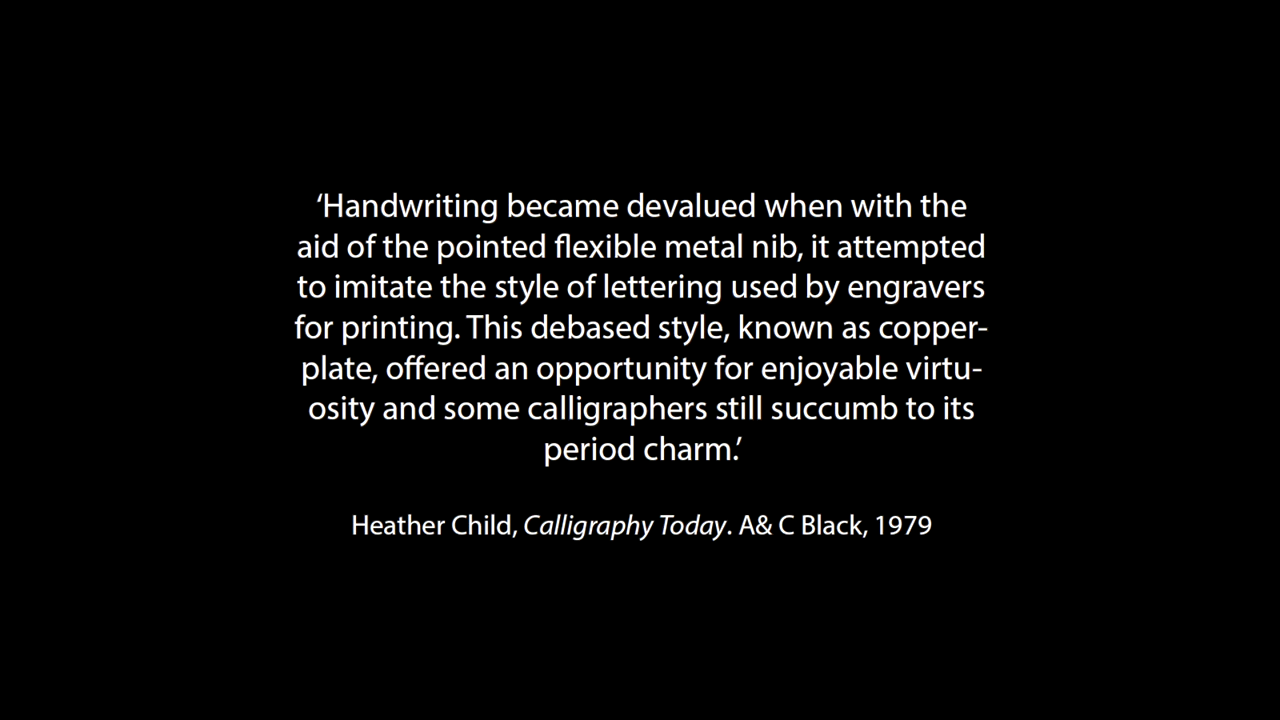 ‘Handwriting became devalued when with the
aid of the pointed flexible metal nib, it attempted
to imitate the style of lettering used by engravers
for printing. This debased style, known as copper-
plate, offered an opportunity for enjoyable virtu-
osity and some calligraphers still succumb to its
period charm.’
Heather Child, Calligraphy Today. A& C Black, 1979